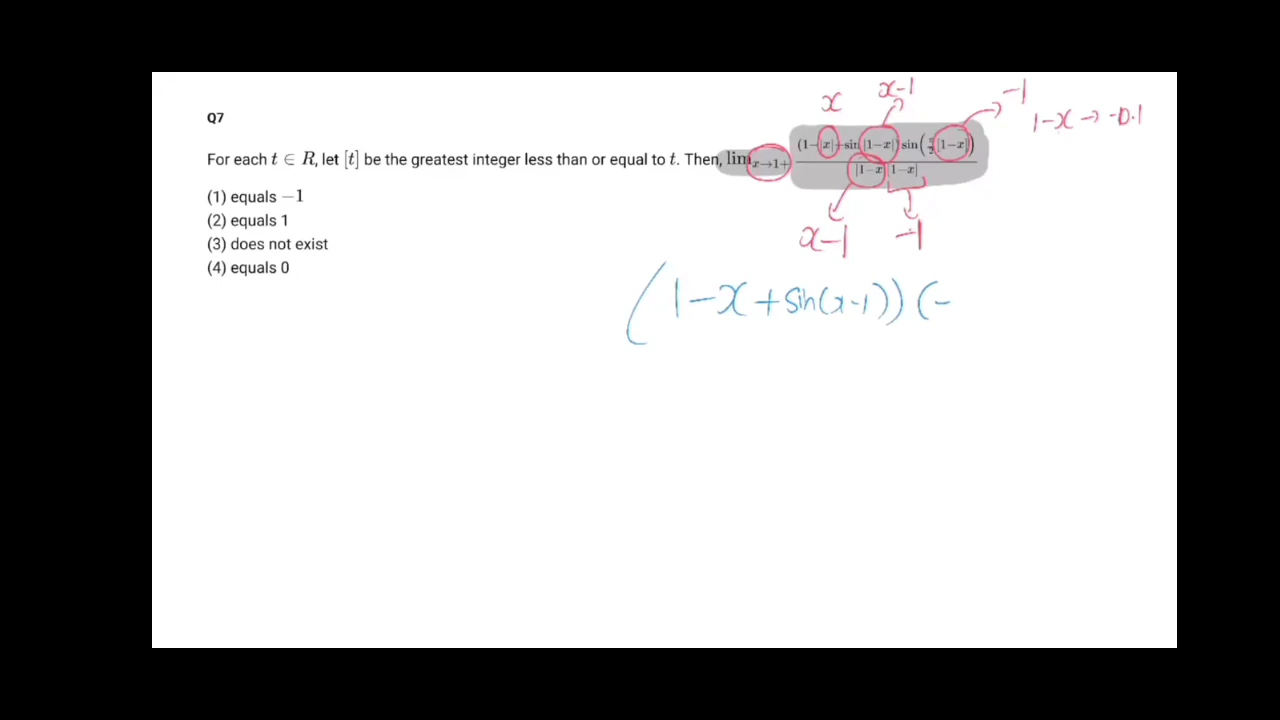 x x-1 -1
1-x → -0.1
Q7
For each t ∈ R, let [t] be the greatest integer less than or equal to t. Then, lim x→1+ (1-|x|+sin|1-x|) sin(π/2 [1-x]) / |1-x| [1-x]
(1) equals −1
(2) equals 1
(3) does not exist
(4) equals 0
x-1 -1
(1-x+sin(x-1)) (-